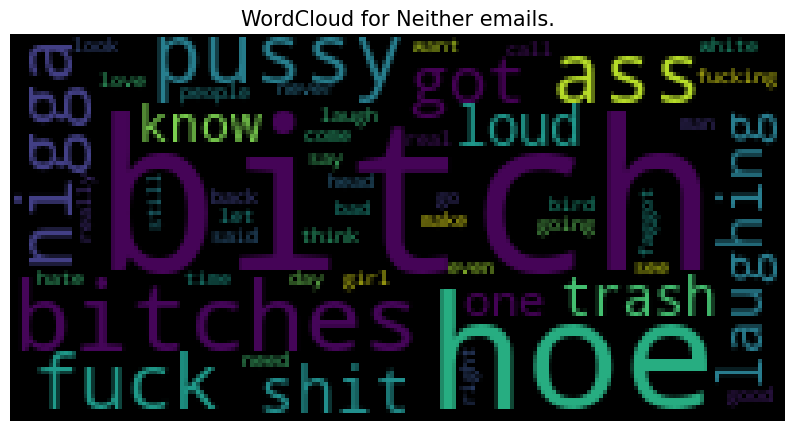 WordCloud for Neither emails.
look
pussy
want
call
white
nigga
love
people
never
got
ass
fucking
know
laugh
come
real
loud
man
say
bitch
really
still
back
let
said
head
bad
think
go
make
bird
going
faggot
laughing
hate
time
day
girl
even
see
bitches
one
trash
hoe
fuck
need
shit
right
good